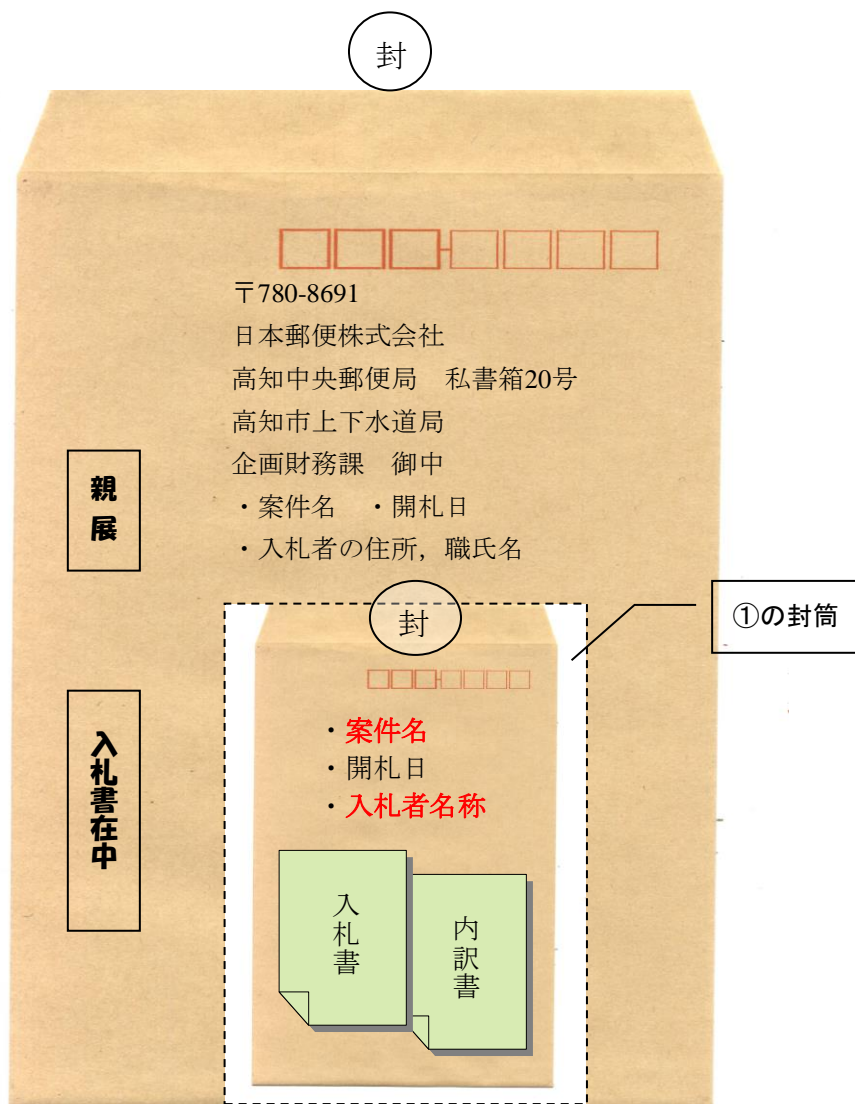 封
〒780-8691
日本郵便株式会社
高知中央郵便局　私書箱20号
高知市上下水道局
企画財務課　御中
・案件名　・開札日
・入札者の住所，職氏名
親展
入札書在中
①の封筒
封
・案件名
・開札日
・入札者名称
入札書
内訳書